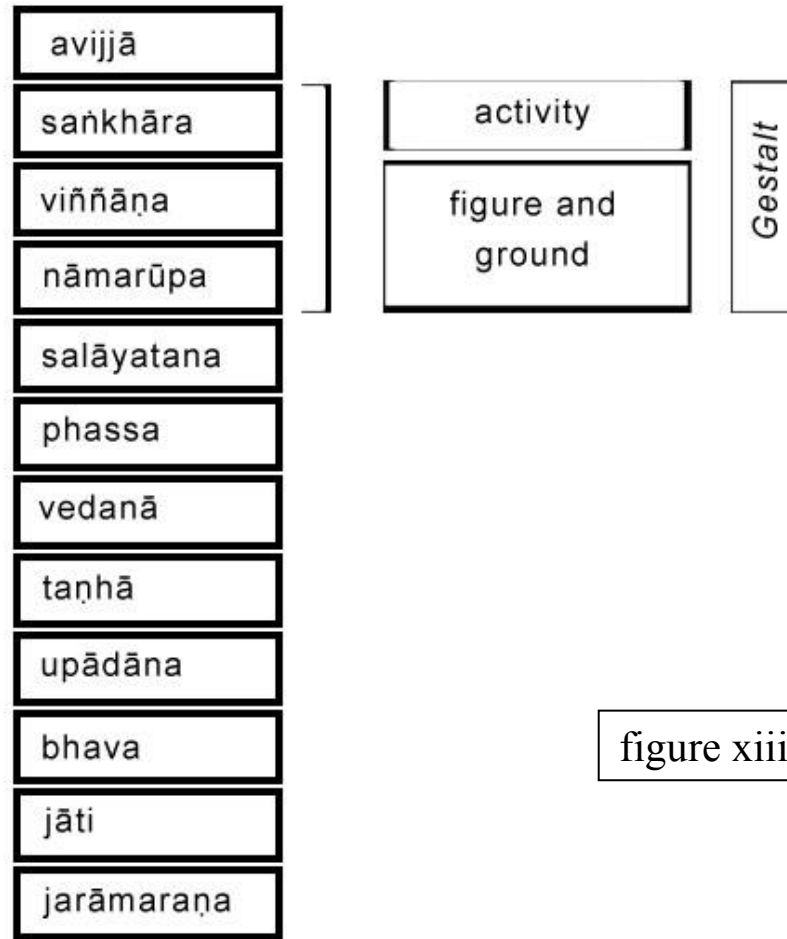 avijjā
saṅkhāra
viññāṇa
nāmarūpa
salāyatana
phassa
vedanā
taṇhā
upādāna
bhava
jāti
jarāmaraṇa
activity
figure and
ground
Gestalt
figure xiii